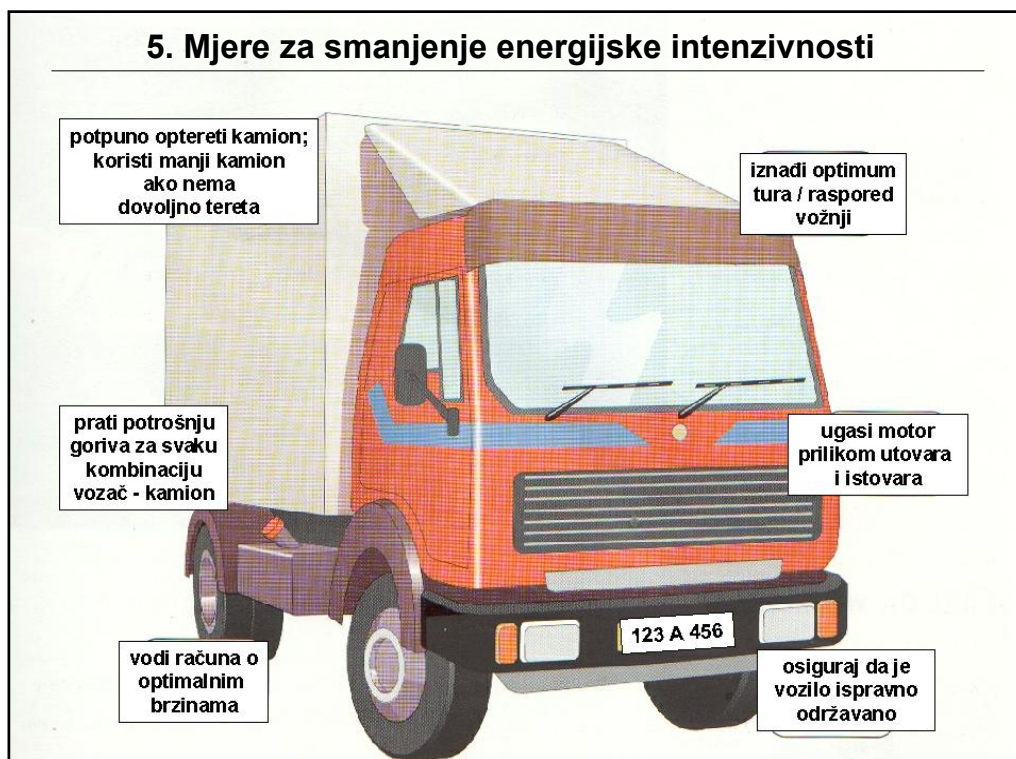 5. Mjere za smanjenje energijske intenzivnosti
potpuno optereti kamion;
koristi manji kamion
ako nema
dovoljno tereta
iznađi optimum
tura / raspored
vožnji
prati potrošnju
goriva za svaku
kombinaciju
vozač - kamion
ugasi motor
prilikom utovara
i istovara
123 A 456
vodi računa o
optimalnim
brzinama
osiguraj da je
vozilo ispravno
održavano